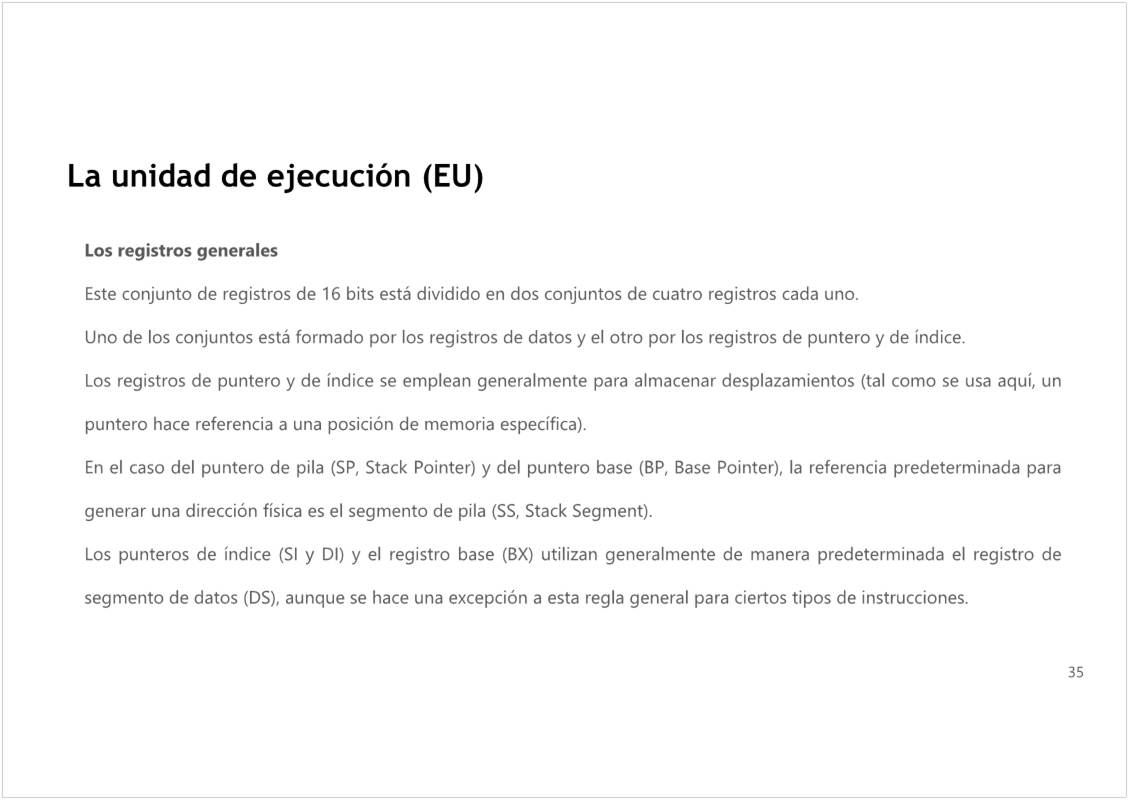 La unidad de ejecución (EU)
Los registros generales
Este conjunto de registros de 16 bits está dividido en dos conjuntos de cuatro registros cada uno.
Uno de los conjuntos está formado por los registros de datos y el otro por los registros de puntero y de índice.
Los registros de puntero y de índice se emplean generalmente para almacenar desplazamientos (tal como se usa aquí, un
puntero hace referencia a una posición de memoria específica).
En el caso del puntero de pila (SP, Stack Pointer) y del puntero base (BP, Base Pointer), la referencia predeterminada para
generar una dirección física es el segmento de pila (SS, Stack Segment).
Los punteros de índice (SI y DI) y el registro base (BX) utilizan generalmente de manera predeterminada el registro de
segmento de datos (DS), aunque se hace una excepción a esta regla general para ciertos tipos de instrucciones.
35